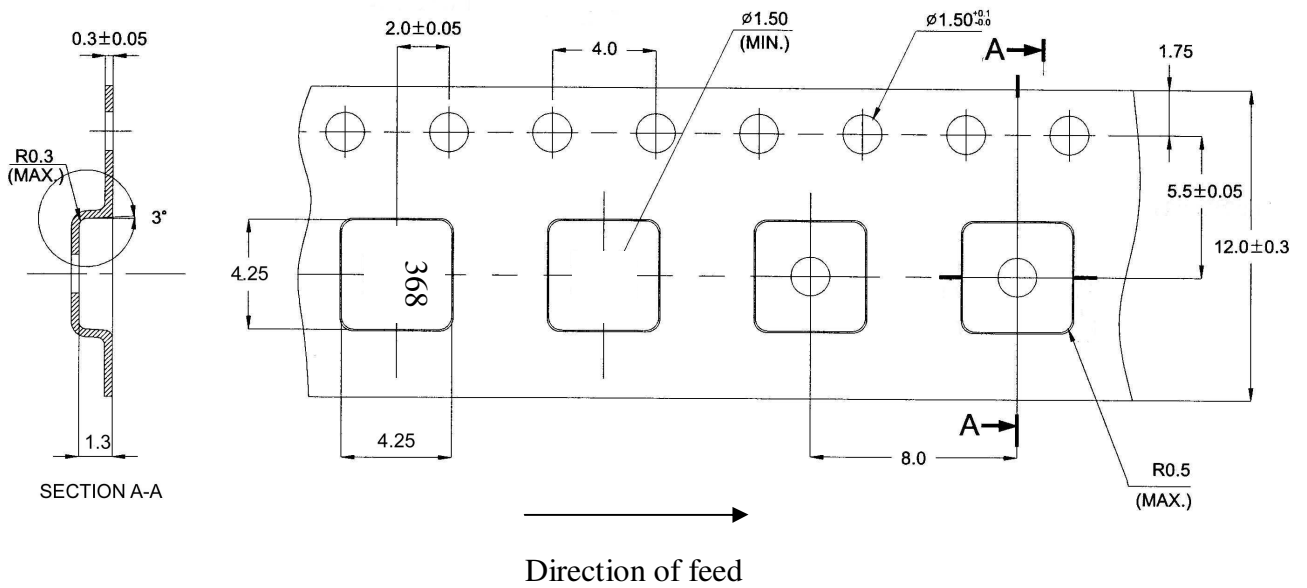 0.3±0.05
2.0±0.05
4.0
ø1.50
(MIN.)
ø1.50 +0.1 -0.0
A
1.75
R0.3
(MAX.)
3°
5.5±0.05
12.0±0.3
4.25
368
1.3
4.25
A
8.0
R0.5
(MAX.)
SECTION A-A
Direction of feed